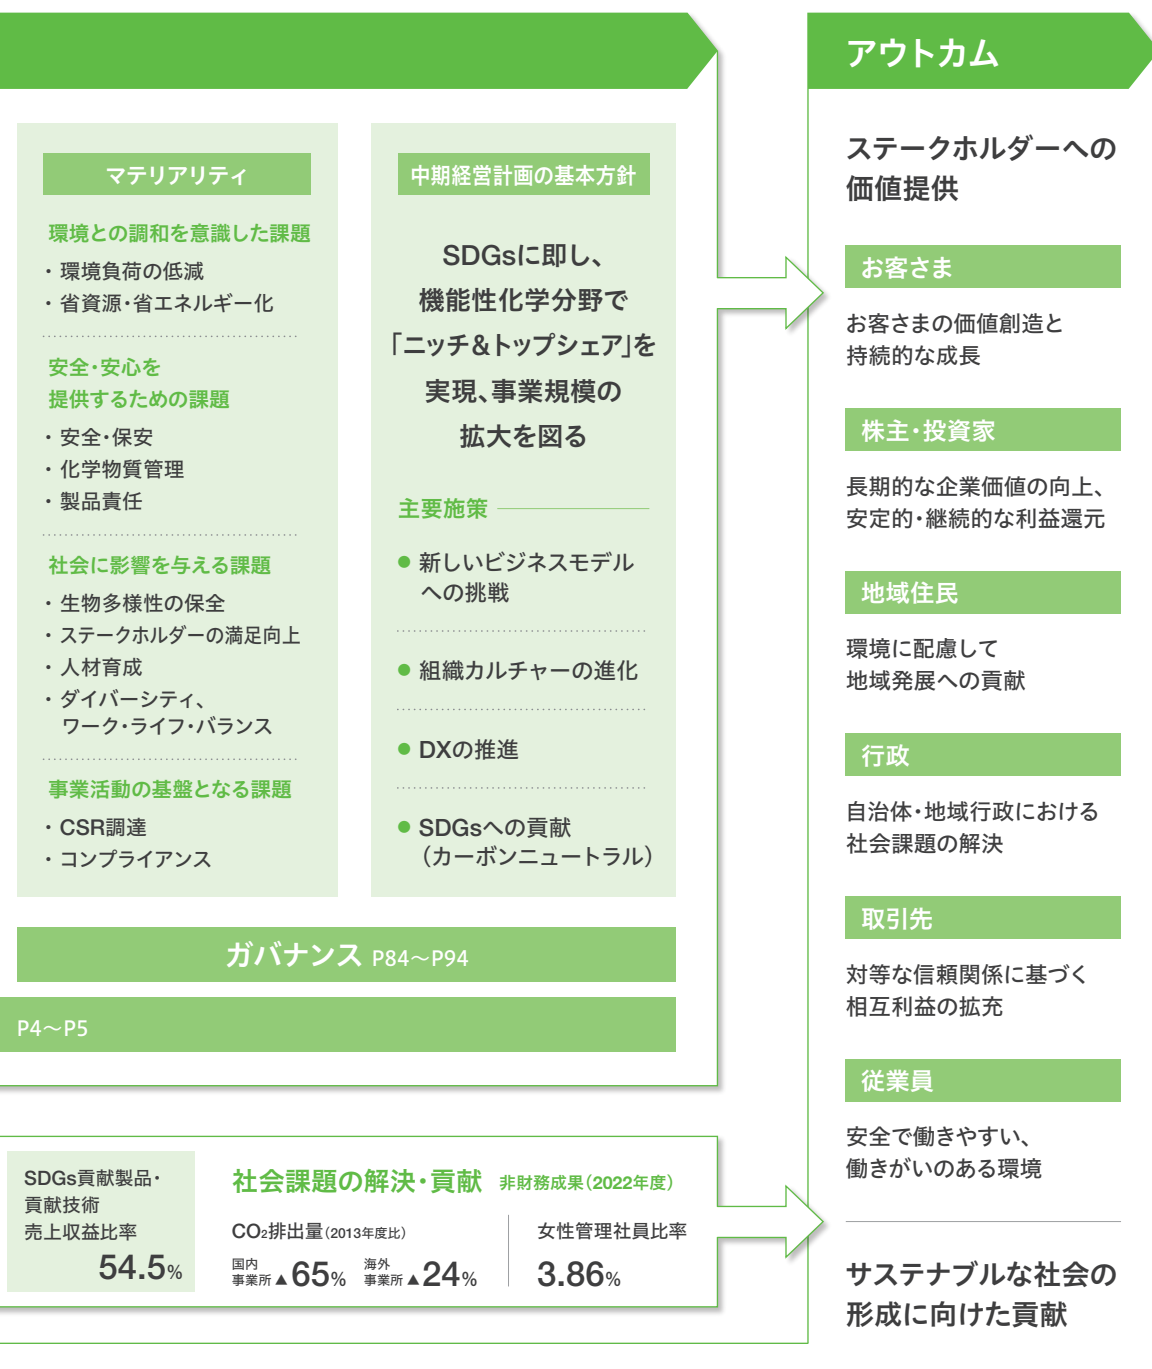 マテリアリティ
環境との調和を意識した課題
・環境負荷の低減
・省資源・省エネルギー化
安全・安心を
提供するための課題
・安全・保安
・化学物質管理
・製品責任
社会に影響を与える課題
・生物多様性の保全
・ステークホルダーの満足向上
・人材育成
・ダイバーシティ、
ワーク・ライフ・バランス
事業活動の基盤となる課題
・CSR調達
・コンプライアンス
中期経営計画の基本方針
SDGsに即し、
機能性化学分野で
「ニッチ&トップシェア」を
実現、事業規模の
拡大を図る
主要施策
● 新しいビジネスモデル
への挑戦
● 組織カルチャーの進化
● DXの推進
● SDGsへの貢献
（カーボンニュートラル）
ガバナンス P84～P94
P4～P5
SDGs貢献製品・
貢献技術
売上収益比率
54.5%
社会課題の解決・貢献 非財務成果（2022年度）
CO₂排出量（2013年度比）
国内
事業所 ▲65%
海外
事業所 ▲24%
女性管理社員比率
3.86%
アウトカム
ステークホルダーへの
価値提供
お客さま
お客さまの価値創造と
持続的な成長
株主・投資家
長期的な企業価値の向上、
安定的・継続的な利益還元
地域住民
環境に配慮して
地域発展への貢献
行政
自治体・地域行政における
社会課題の解決
取引先
対等な信頼関係に基づく
相互利益の拡充
従業員
安全で働きやすい、
働きがいのある環境
サステナブルな社会の
形成に向けた貢献